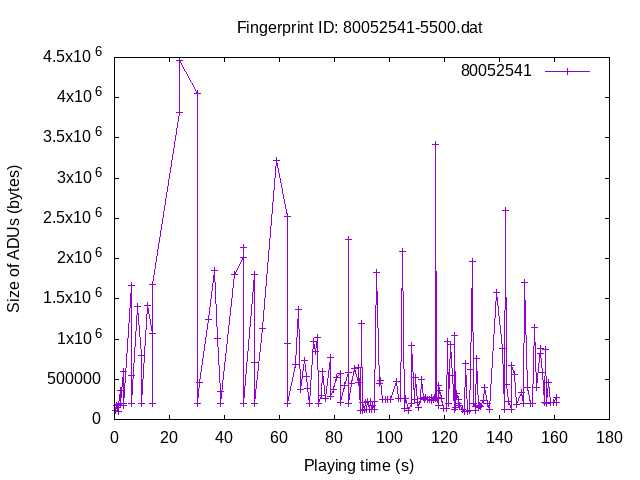 Fingerprint ID: 80052541-5500.dat
80052541
4.5x10^6
4x10^6
3.5x10^6
3x10^6
2.5x10^6
2x10^6
1.5x10^6
1x10^6
500000
0
Size of ADUs (bytes)
0 20 40 60 80 100 120 140 160 180
Playing time (s)